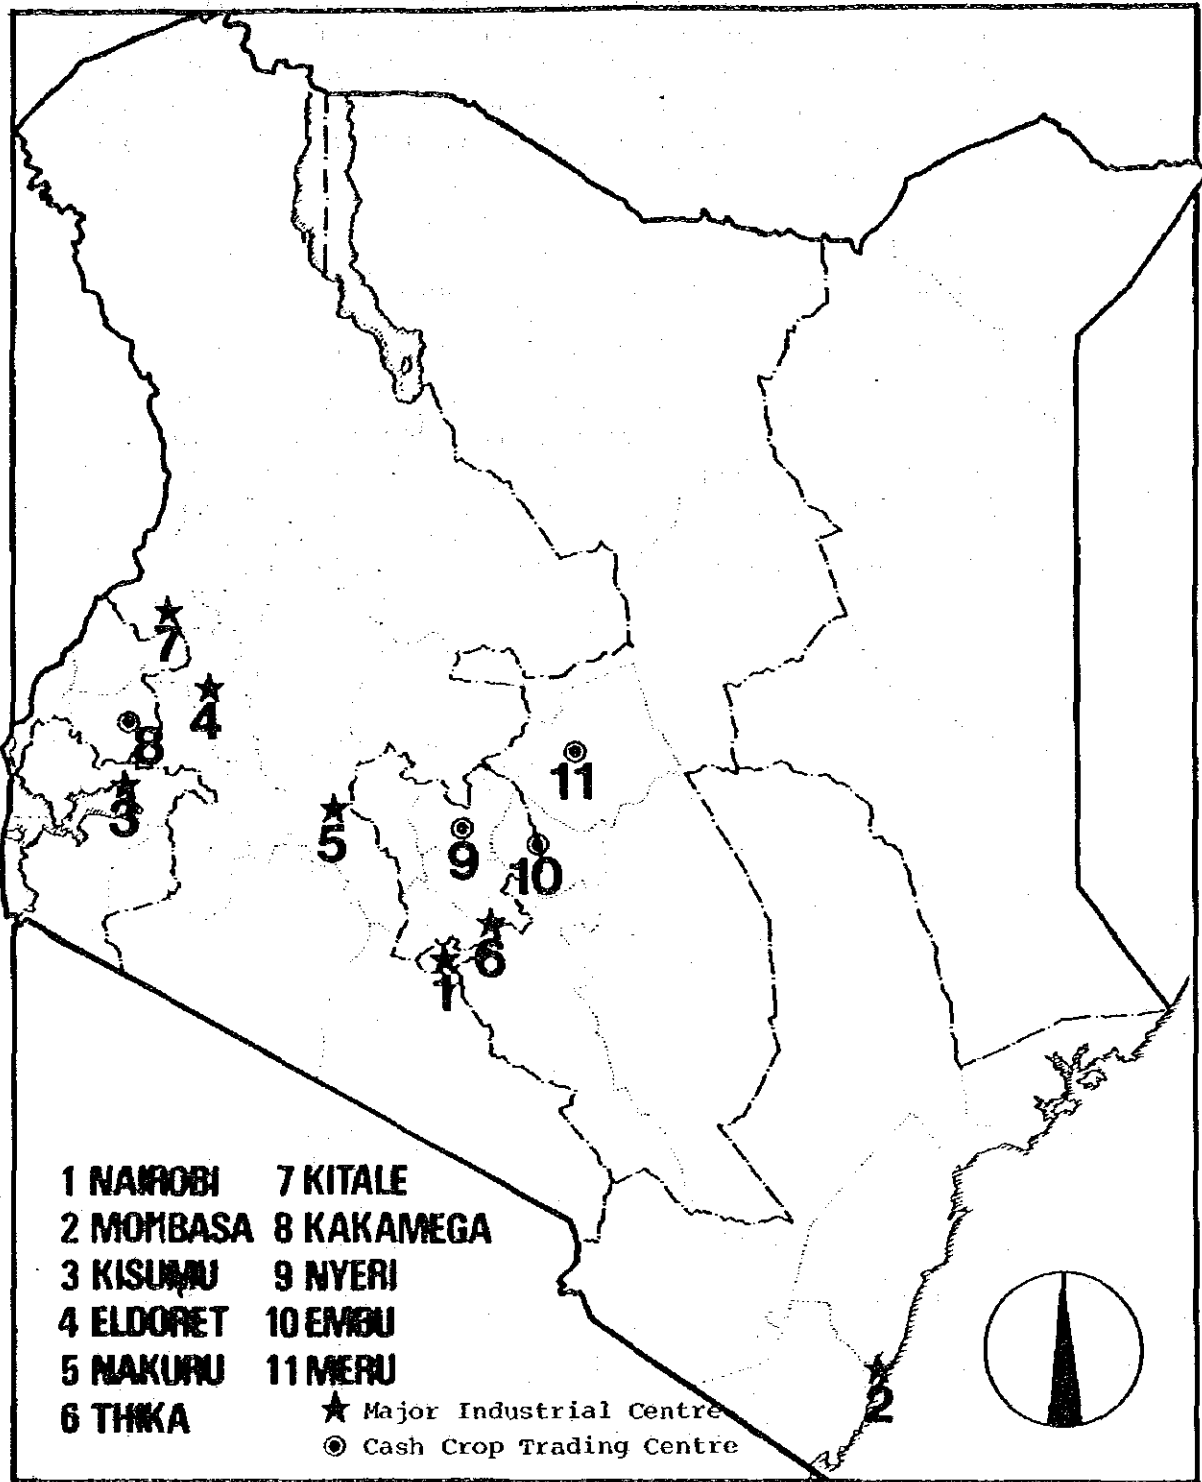 7
4
8
11
3
5
9
10
6
1
1 NAIROBI 7 KITALE
2 MOMBASA 8 KAKAMEGA
3 KISUMU 9 NYERI
4 ELDORET 10 EMBU
5 NAKURU 11 MERU
6 THIKA
Major Industrial Centre
Cash Crop Trading Centre
2